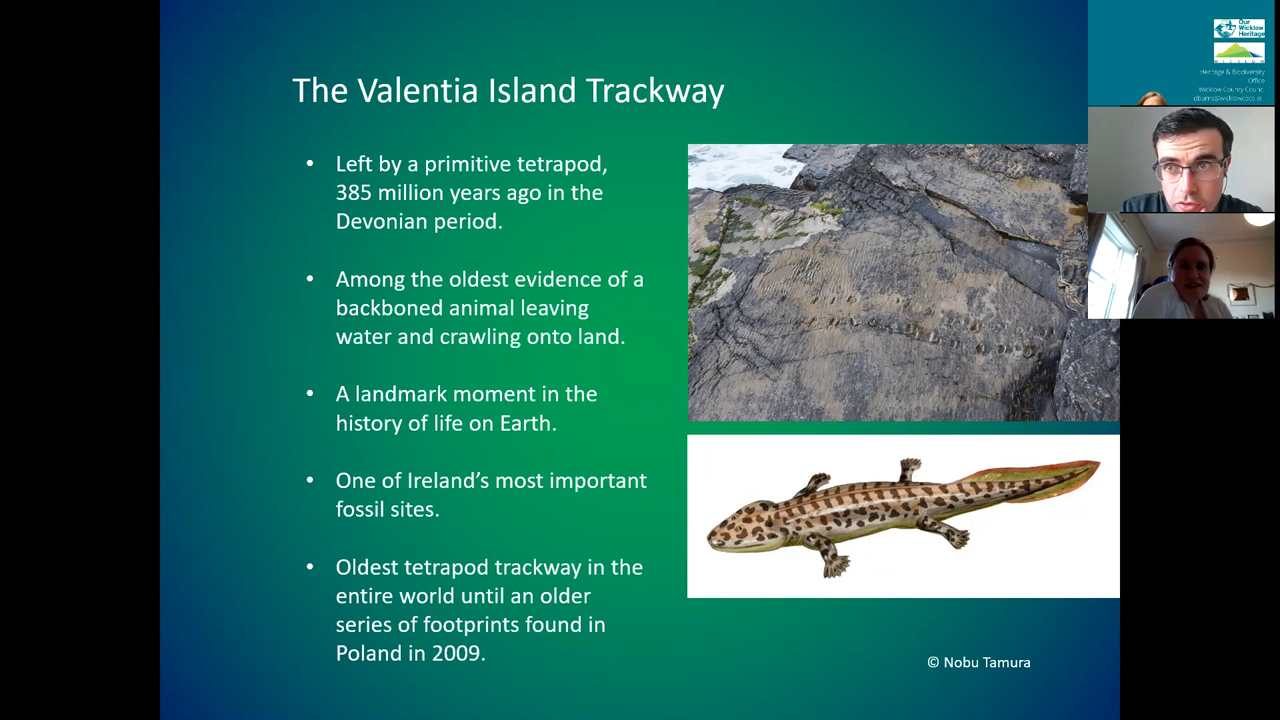 The Valentia Island Trackway
• Left by a primitive tetrapod,
385 million years ago in the
Devonian period.
• Among the oldest evidence of a
backboned animal leaving
water and crawling onto land.
• A landmark moment in the
history of life on Earth.
• One of Ireland’s most important
fossil sites.
• Oldest tetrapod trackway in the
entire world until an older
series of footprints found in
Poland in 2009.
© Nobu Tamura
Our
Wicklow
Heritage
Heritage & Biodiversity
Office
Wicklow County Council